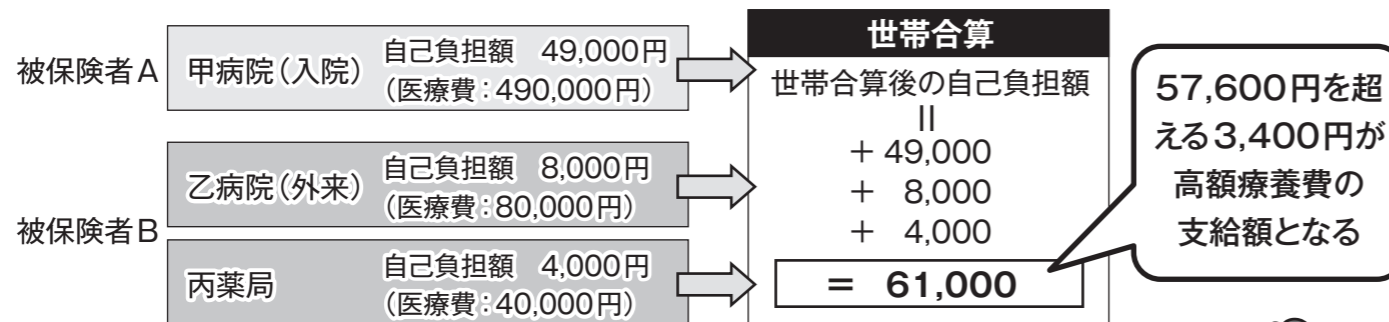 被保険者A
甲病院(入院)
自己負担額 49,000円
(医療費:490,000円)
被保険者B
乙病院(外来)
自己負担額 8,000円
(医療費:80,000円)
丙薬局
自己負担額 4,000円
(医療費:40,000円)
世帯合算
世帯合算後の自己負担額
=
+ 49,000
+ 8,000
+ 4,000
= 61,000
57,600円を超
える3,400円が
高額療養費の
支給額となる